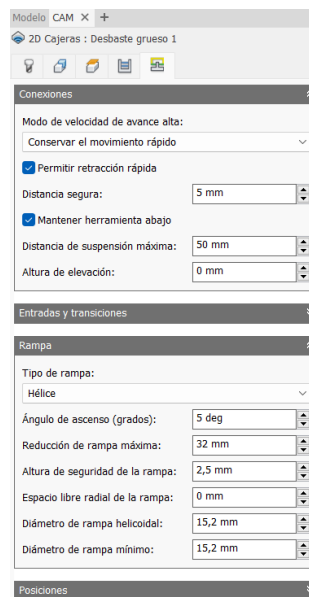 Modelo CAM × +
2D Cajeras : Desbaste grueso 1
Conexiones
Modo de velocidad de avance alta:
Conservar el movimiento rápido
Permitir retracción rápida
Distancia segura: 5 mm
Mantener herramienta abajo
Distancia de suspensión máxima: 50 mm
Altura de elevación: 0 mm
Entradas y transiciones
Rampa
Tipo de rampa:
Hélice
Ángulo de ascenso (grados): 5 deg
Reducción de rampa máxima: 32 mm
Altura de seguridad de la rampa: 2,5 mm
Espacio libre radial de la rampa: 0 mm
Diámetro de rampa helicoidal: 15,2 mm
Diámetro de rampa mínimo: 15,2 mm
Posiciones